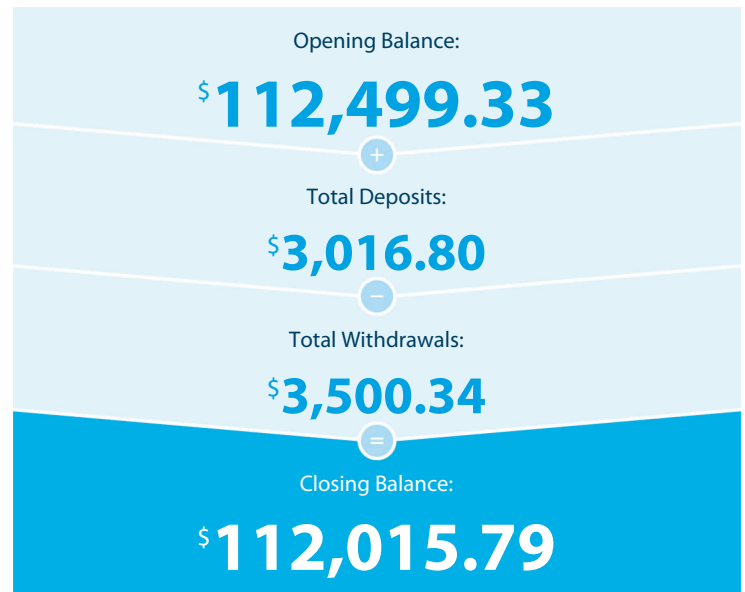 Opening Balance:
$112,499.33
+
Total Deposits:
$3,016.80
−
Total Withdrawals:
$3,500.34
=
Closing Balance:
$112,015.79